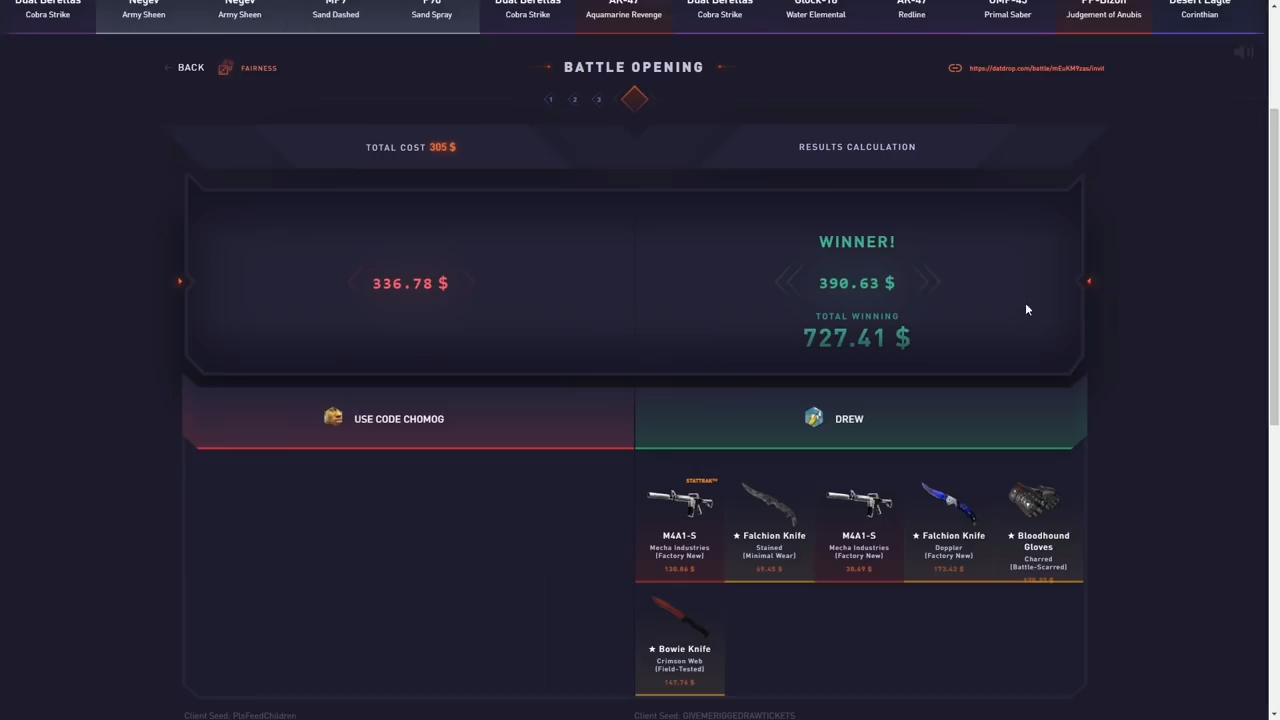 Dual Berettas Negev Negev MP9 P90 Dual Berettas AK-47 Dual Berettas Glock-18 AK-47 UMP-45 PP-Bizon Desert Eagle
Cobra Strike Army Sheen Army Sheen Sand Dashed Sand Spray Cobra Strike Aquamarine Revenge Cobra Strike Water Elemental Redline Primal Saber Judgement of Anubis Corinthian
← BACK FAIRNESS BATTLE OPENING https://datdrop.com/battle/mEuKM9zas/invit
1 2 3
TOTAL COST 305 $ RESULTS CALCULATION
WINNER!
336.78 $ 390.63 $
TOTAL WINNING
727.41 $
USE CODE CHOMOG DREW
STATTRAK™
M4A1-S ★ Falchion Knife M4A1-S ★ Falchion Knife ★ Bloodhound
Gloves
Mecha Industries Stained Mecha Industries Doppler Charred
(Factory New) (Minimal Wear) (Factory New) (Factory New) (Battle-Scarred)
130.86 $ 69.45 $ 173.43 $
★ Bowie Knife
Crimson Web
(Field-Tested)
147.76 $
Client Seed: PlsFeedChildren Client Seed: GIVEMERIGGEDRAWTICKETS